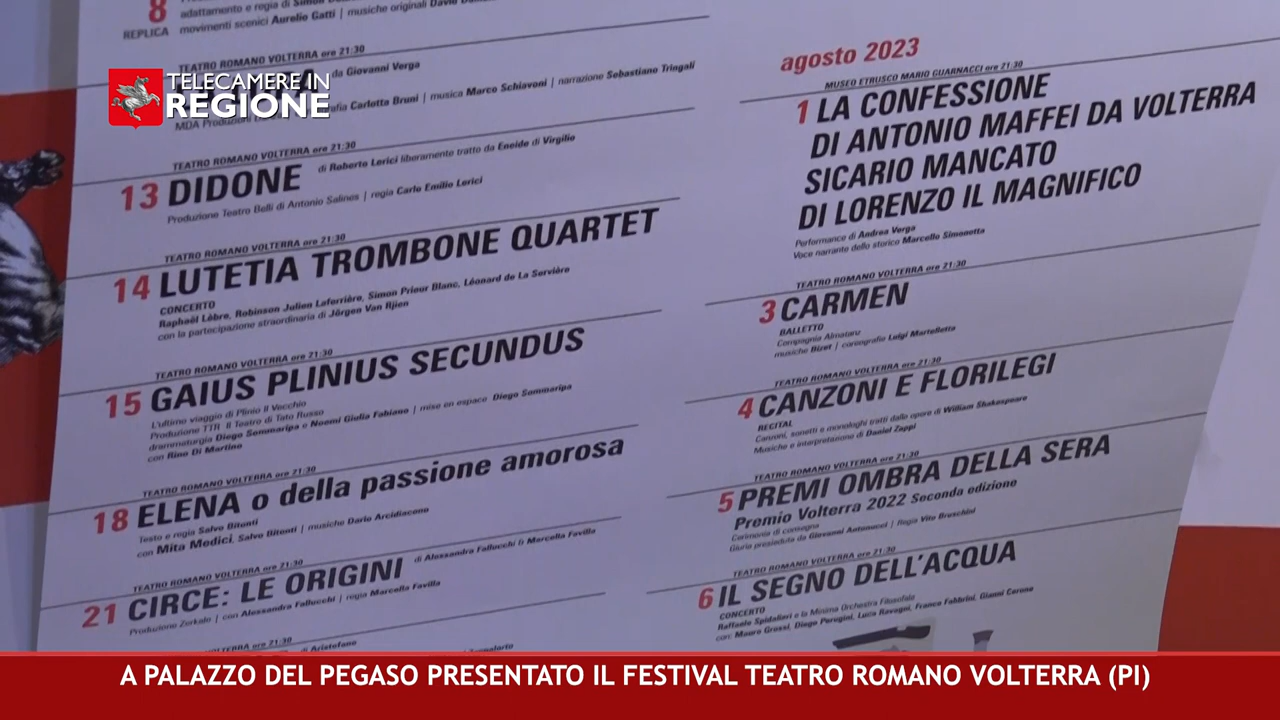 8
REPLICA
adattamento e regia di
movimenti scenici Aurelio Gatti | musiche originali David
TEATRO ROMANO VOLTERRA ore 21:30
da Giovanni Verga
Carlotta Bruni | musica Marco Schiavoni | narrazione Sebastiano Tringali
MDA
TELECAMERE IN
REGIONE
TEATRO ROMANO VOLTERRA ore 21:30
13 DIDONE di Roberto Lerici liberamente tratto da Eneide di Virgilio
Produzione Teatro Belli di Antonio Salines | regia Carlo Emilio Lerici
TEATRO ROMANO VOLTERRA ore 21:30
14 LUTETIA TROMBONE QUARTET
CONCERTO
Raphaël Lèbre, Robinson Julien Laferrière, Simon Prieur Blanc, Léonard de La Servière
con la partecipazione straordinaria di Jörgen Van Rijen
TEATRO ROMANO VOLTERRA ore 21:30
15 GAIUS PLINIUS SECUNDUS
L'ultimo viaggio di Plinio Il Vecchio
Produzione TTR Il Teatro di Tato Russo
drammaturgia Diego Sommaripa e Noemi Giulia Fabiano | mise en espace Diego Sommaripa
con Rino Di Martino
TEATRO ROMANO VOLTERRA ore 21:30
18 ELENA o della passione amorosa
Testo e regia Salvo Bitonti
con Mita Medici, Salvo Bitonti | musiche Dario Arcidiacono
TEATRO ROMANO VOLTERRA ore 21:30
21 CIRCE: LE ORIGINI di Alessandra Fallucchi & Marcella Favilla
Produzione Zerkalo | con Alessandra Fallucchi | regia Marcella Favilla
ore 21:30
di Aristofane
agosto 2023
MUSEO ETRUSCO MARIO GUARNACCI ore 21:30
1 LA CONFESSIONE
DI ANTONIO MAFFEI DA VOLTERRA
SICARIO MANCATO
DI LORENZO IL MAGNIFICO
Performance di Andrea Verga
Voce narrante dello storico Marcello Simonetta
TEATRO ROMANO VOLTERRA ore 21:30
3 CARMEN
BALLETTO
Compagnia Almatanz
musiche Bizet | coreografia Luigi Martelletta
TEATRO ROMANO VOLTERRA ore 21:30
4 CANZONI E FLORILEGI
RECITAL
Canzoni, sonetti e monologhi tratti dalle opere di William Shakespeare
Musiche e interpretazione di Daniel Zappi
TEATRO ROMANO VOLTERRA ore 21:30
5 PREMI OMBRA DELLA SERA
Premio Volterra 2022 Seconda edizione
Cerimonia di consegna
Giuria presieduta da Giovanni Antonucci | Regia Vito Bruschini
TEATRO ROMANO VOLTERRA ore 21:30
6 IL SEGNO DELL'ACQUA
CONCERTO
Raffaello Spidalieri e la Minima Orchestra Filosofale
con: Mauro Grossi, Diego Perugini, Luca Ravagni, Franco Fabbrini, Gianni Carone
A PALAZZO DEL PEGASO PRESENTATO IL FESTIVAL TEATRO ROMANO VOLTERRA (PI)